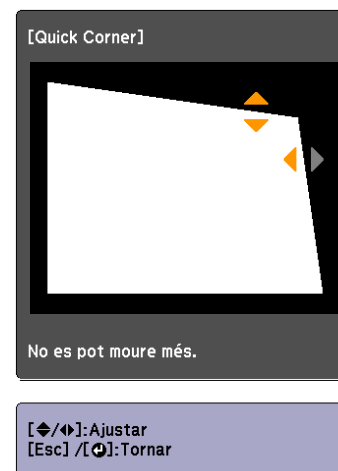 [Quick Corner]
No es pot moure més.
[◆/◂▸]:Ajustar
[Esc] /[↵]:Tornar